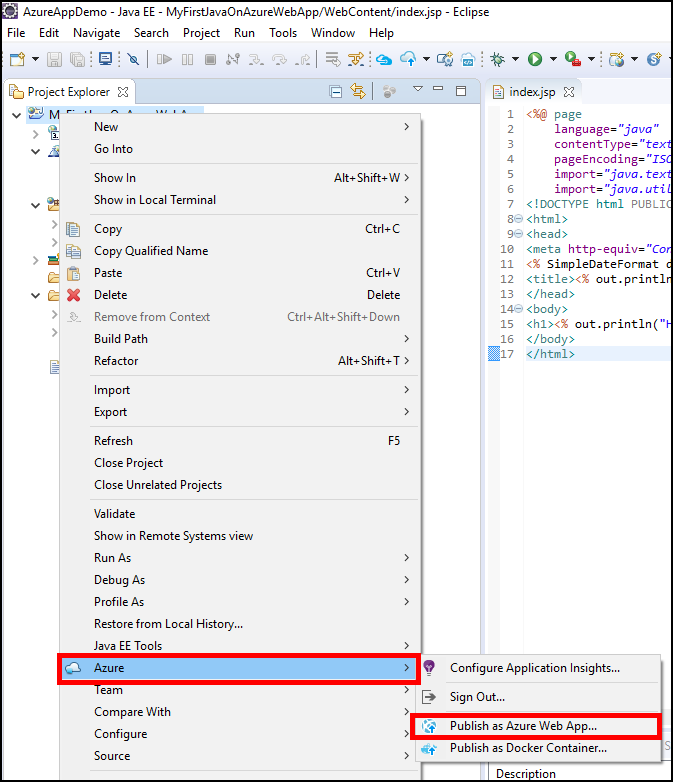 AzureAppDemo - Java EE - MyFirstJavaOnAzureWebApp/WebContent/index.jsp - Eclipse
File Edit Navigate Search Project Run Tools Window Help
Project Explorer
index.jsp
New
Go Into
Show In Alt+Shift+W
Show in Local Terminal
Copy Ctrl+C
Copy Qualified Name
Paste Ctrl+V
Delete Delete
Remove from Context Ctrl+Alt+Shift+Down
Build Path
Refactor Alt+Shift+T
Import
Export
Refresh F5
Close Project
Close Unrelated Projects
Validate
Show in Remote Systems view
Run As
Debug As
Profile As
Restore from Local History...
Java EE Tools
Azure
Team
Compare With
Configure
Source
Configure Application Insights...
Sign Out...
Publish as Azure Web App...
Publish as Docker Container...
1 <%@ page
2 language="java"
3 contentType="text
4 pageEncoding="ISO
5 import="java.text
6 import="java.util
7 <!DOCTYPE html PUBLIC
8 <html>
9 <head>
10 <meta http-equiv="Con
11 <% SimpleDateFormat d
12 <title><% out.println
13 </head>
14 <body>
15 <h1><% out.println("H
16 </body>
17 </html>
Description